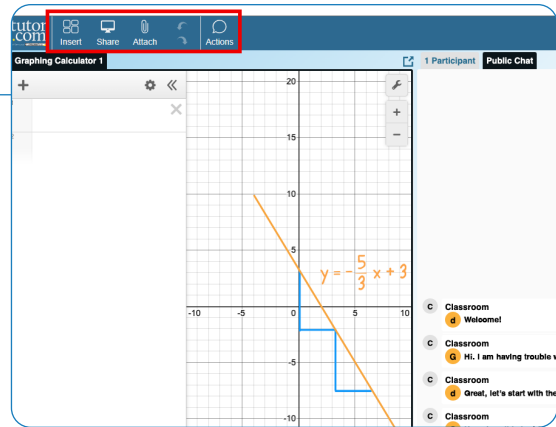 tutor
.com
Insert Share Attach Actions
Graphing Calculator 1
1 Participant Public Chat
20
15
10
5
y = -5/3 x + 3
-10 -5 0 5 10
-5
-10
C Classroom
d Welcome!
C Classroom
G Hi. I am having trouble
C Classroom
d Great, let's start with the
C Classroom